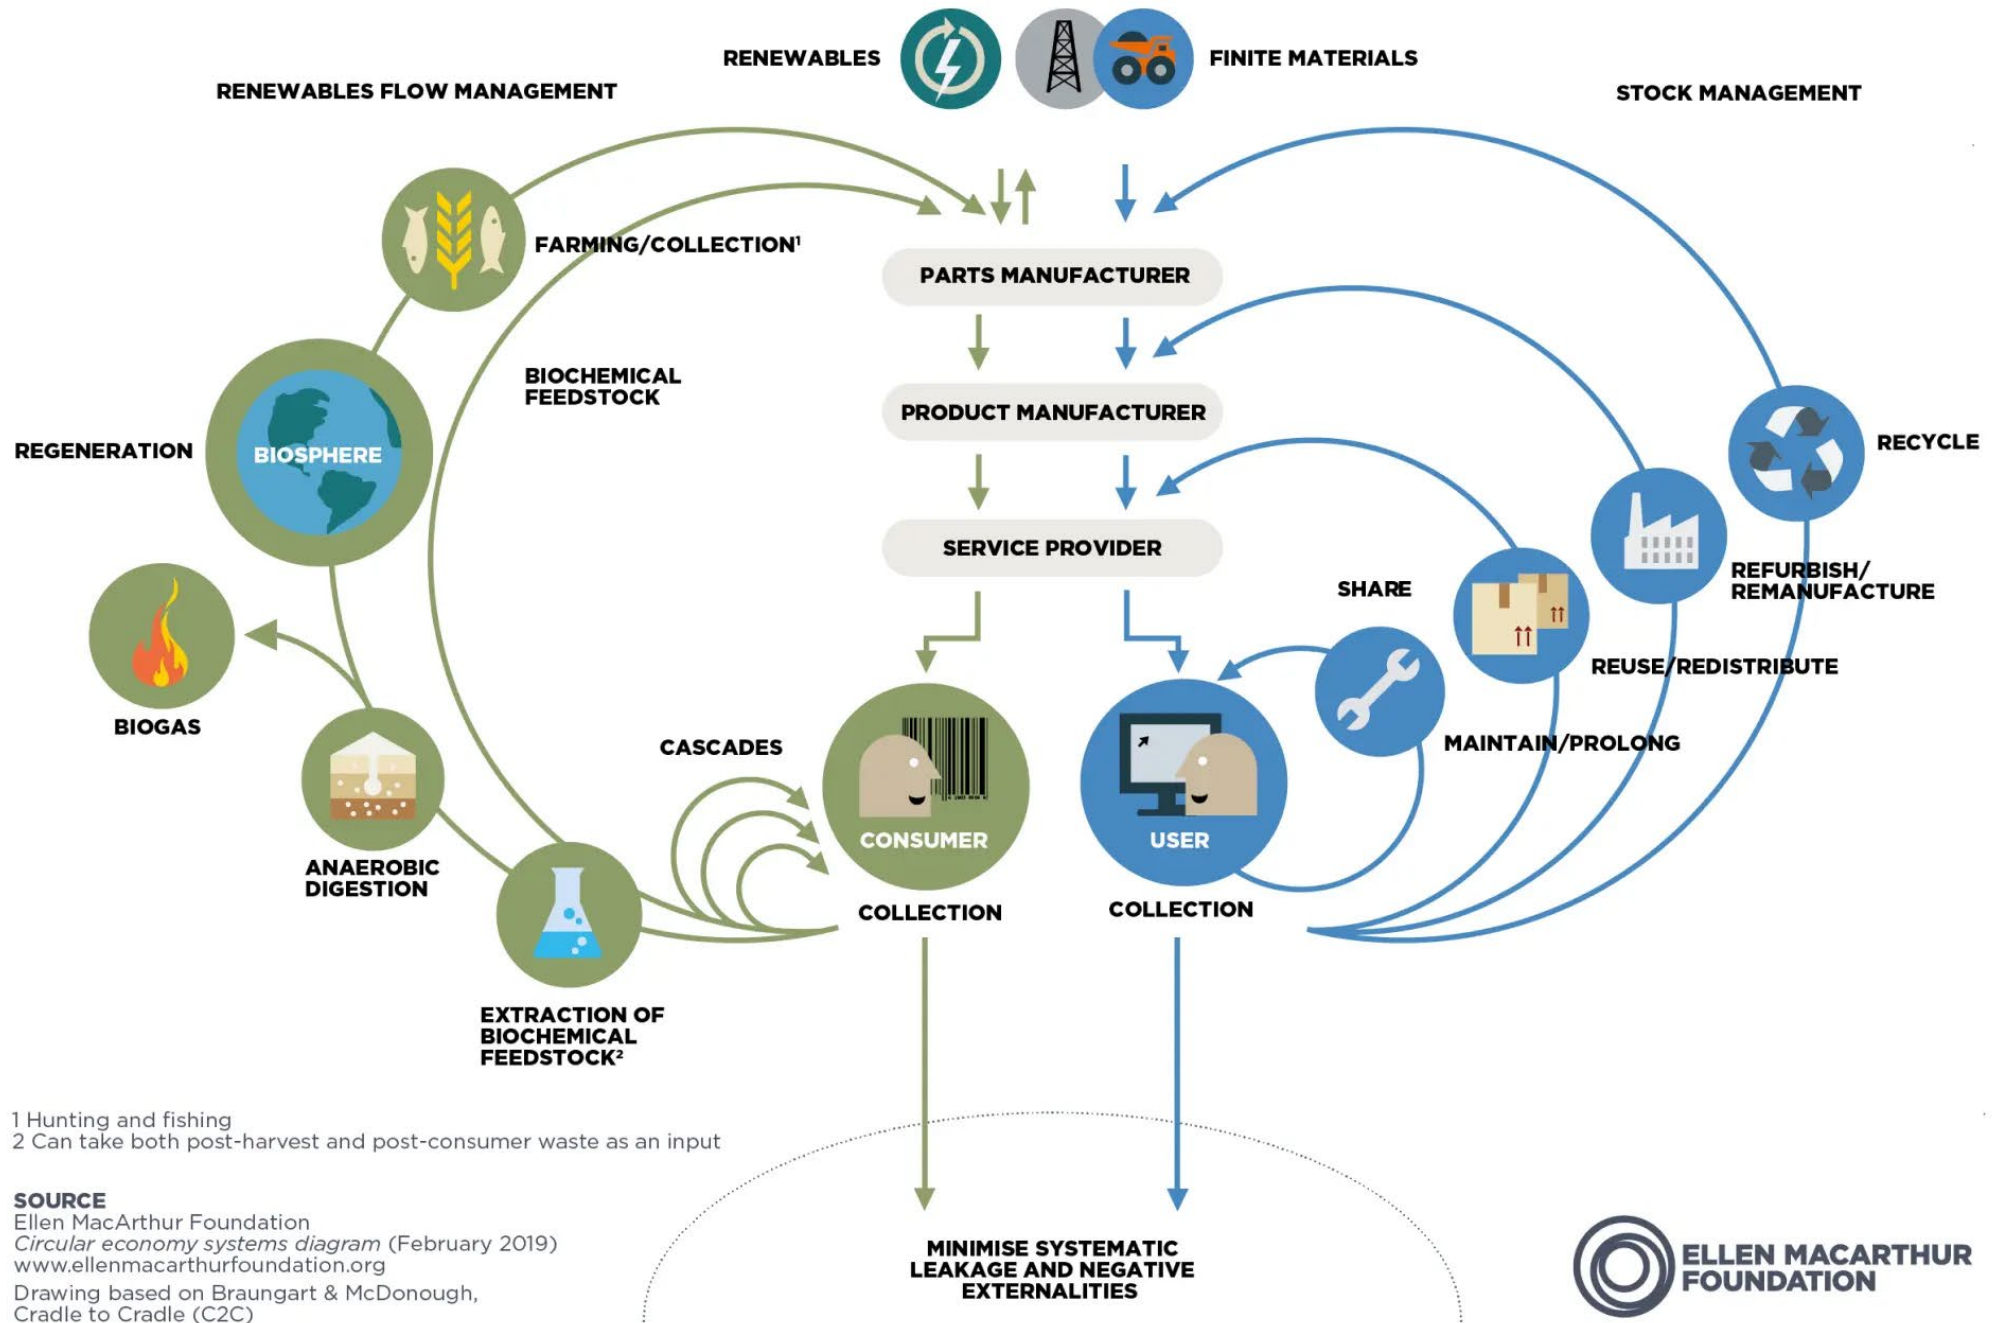 RENEWABLES
FINITE MATERIALS
RENEWABLES FLOW MANAGEMENT
STOCK MANAGEMENT
FARMING/COLLECTION¹
PARTS MANUFACTURER
BIOCHEMICAL
FEEDSTOCK
PRODUCT MANUFACTURER
REGENERATION
BIOSPHERE
RECYCLE
SERVICE PROVIDER
SHARE
REFURBISH/
REMANUFACTURE
REUSE/REDISTRIBUTE
BIOGAS
CASCADES
MAINTAIN/PROLONG
CONSUMER
USER
ANAEROBIC
DIGESTION
COLLECTION
COLLECTION
EXTRACTION OF
BIOCHEMICAL
FEEDSTOCK²
1 Hunting and fishing
2 Can take both post-harvest and post-consumer waste as an input
SOURCE
Ellen MacArthur Foundation
Circular economy systems diagram (February 2019)
www.ellenmacarthurfoundation.org
Drawing based on Braungart & McDonough,
Cradle to Cradle (C2C)
MINIMISE SYSTEMATIC
LEAKAGE AND NEGATIVE
EXTERNALITIES
ELLEN MACARTHUR
FOUNDATION